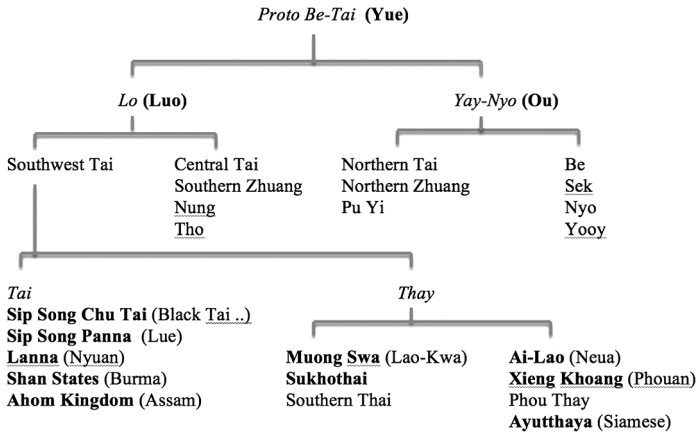 Proto Be-Tai (Yue)
Lo (Luo)
Yay-Nyo (Ou)
Southwest Tai
Central Tai
Southern Zhuang
Nung
Tho
Northern Tai
Northern Zhuang
Pu Yi
Be
Sek
Nyo
Yooy
Tai
Sip Song Chu Tai (Black Tai ..)
Sip Song Panna (Lue)
Lanna (Nyuan)
Shan States (Burma)
Ahom Kingdom (Assam)
Thay
Muong Swa (Lao-Kwa)
Sukhothai
Southern Thai
Ai-Lao (Neua)
Xieng Khoang (Phouan)
Phou Thay
Ayutthaya (Siamese)